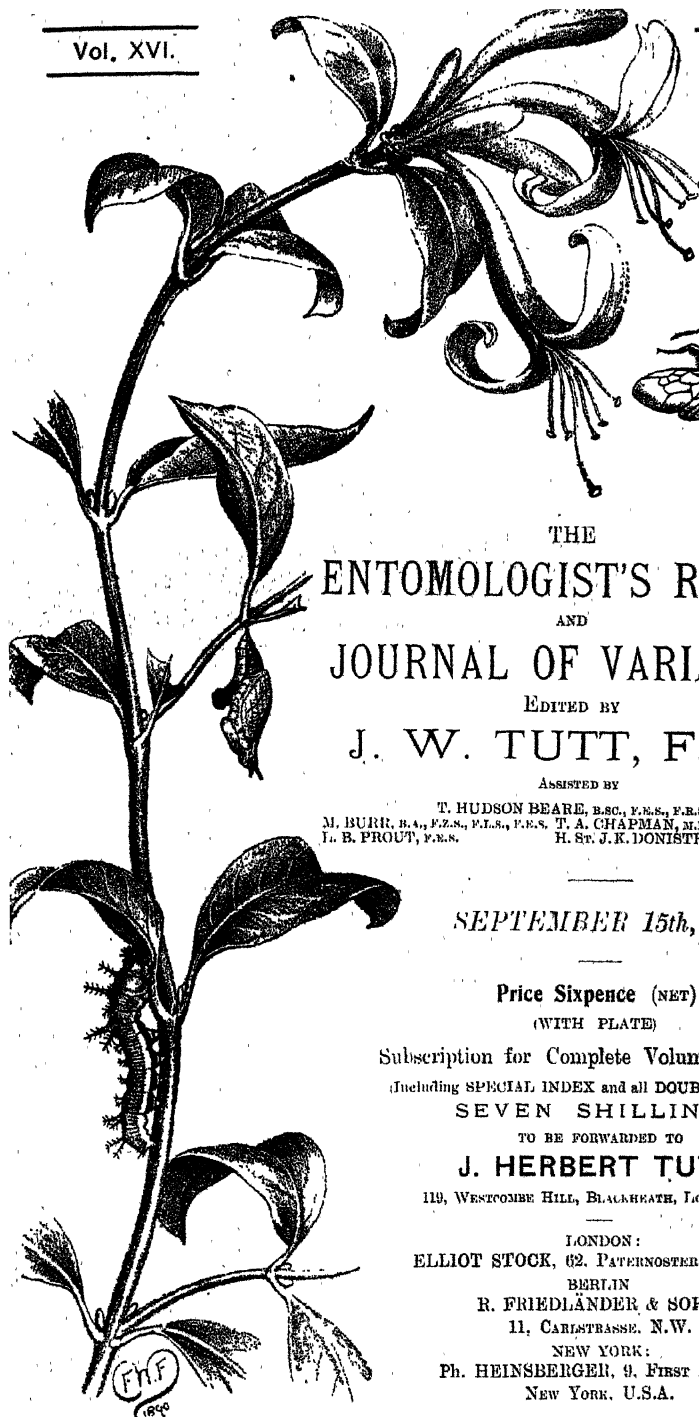 Vol. XVI.
THE
ENTOMOLOGIST'S R
AND
JOURNAL OF VARI
EDITED BY
J. W. TUTT, F.
ASSISTED BY
T. HUDSON BEARE, B.SC., F.E.S., F.R.S
M. BURR, B.A., F.Z.S., F.L.S., F.E.S. T. A. CHAPMAN, M.
L. B. PROUT, F.E.S. H. ST. J. K. DONISTH
SEPTEMBER 15th,
Price Sixpence (NET)
(WITH PLATE)
Subscription for Complete Volum
(Including SPECIAL INDEX and all DOUB
SEVEN SHILLIN
TO BE FORWARDED TO
J. HERBERT TU
119, WESTCOMBE HILL, BLACKHEATH, LO
LONDON:
ELLIOT STOCK, 62, PATERNOSTER
BERLIN
R. FRIEDLÄNDER & SO
11, CARLSTRASSE, N.W.
NEW YORK:
Ph. HEINSBERGER, 9, FIRST
NEW YORK, U.S.A.
F.W.F
1890